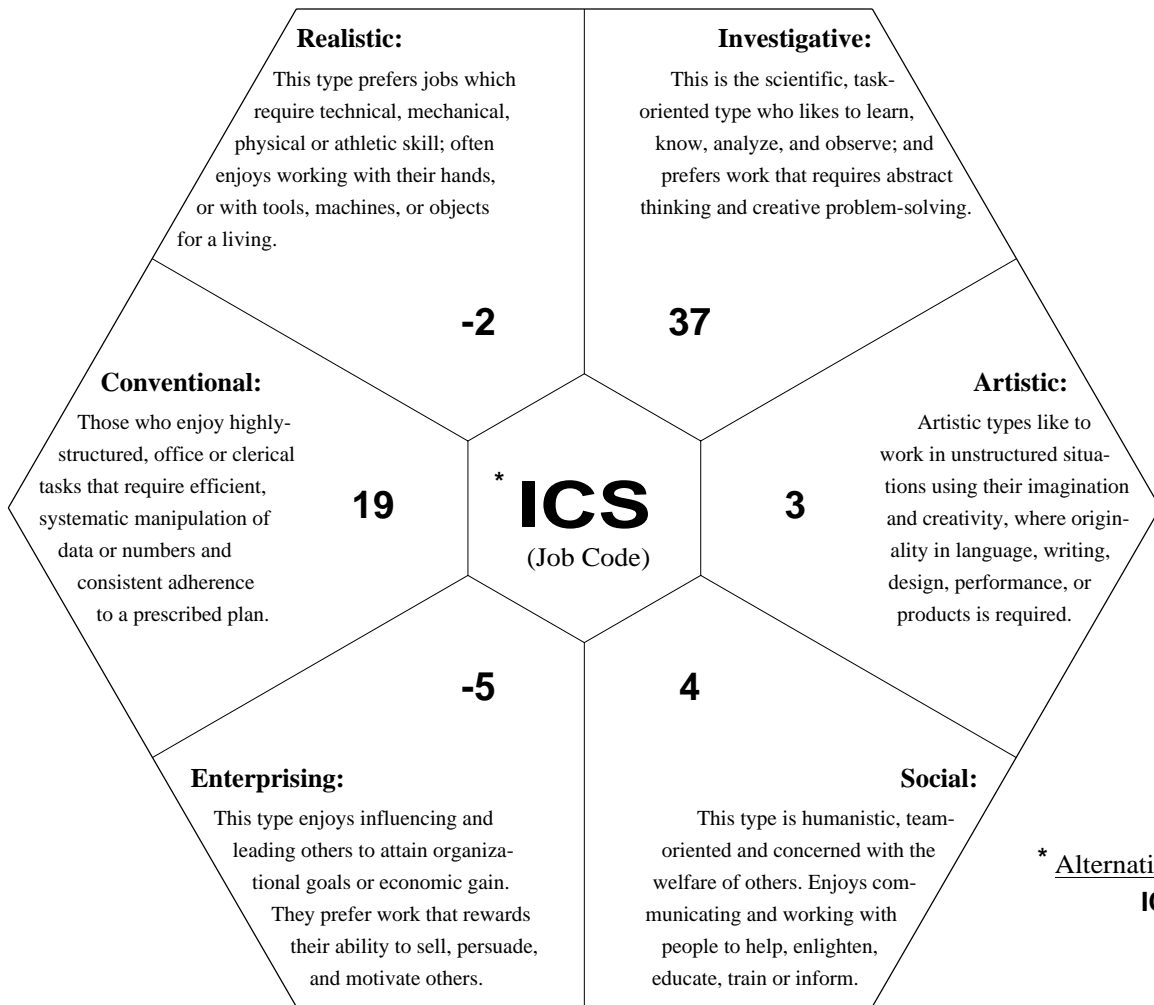 Realistic:
This type prefers jobs which
require technical, mechanical,
physical or athletic skill; often
enjoys working with their hands,
or with tools, machines, or objects
for a living.
-2
Investigative:
This is the scientific, task-
oriented type who likes to learn,
know, analyze, and observe; and
prefers work that requires abstract
thinking and creative problem-solving.
37
Conventional:
Those who enjoy highly-
structured, office or clerical
tasks that require efficient,
systematic manipulation of
data or numbers and
consistent adherence
to a prescribed plan.
19
* ICS
(Job Code)
3
Artistic:
Artistic types like to
work in unstructured situa-
tions using their imagination
and creativity, where origin-
ality in language, writing,
design, performance, or
products is required.
-5
Enterprising:
This type enjoys influencing and
leading others to attain organiza-
tional goals or economic gain.
They prefer work that rewards
their ability to sell, persuade,
and motivate others.
4
Social:
This type is humanistic, team-
oriented and concerned with the
welfare of others. Enjoys com-
municating and working with
people to help, enlighten,
educate, train or inform.
*